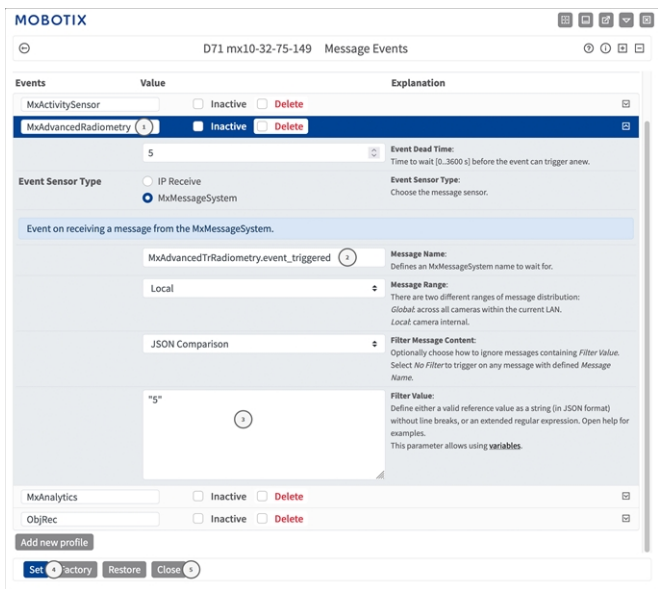 MOBOTIX
D71 mx10-32-75-149 Message Events
Events Value Explanation
MxActivitySensor Inactive Delete
MxAdvancedRadiometry 1 Inactive Delete
5 Event Dead Time:
Time to wait [0..3600 s] before the event can trigger anew.
Event Sensor Type IP Receive Event Sensor Type:
MxMessageSystem Choose the message sensor.
Event on receiving a message from the MxMessageSystem.
MxAdvancedTrRadiometry.event_triggered 2 Message Name:
Defines an MxMessageSystem name to wait for.
Local Message Range:
There are two different ranges of message distribution:
Global: across all cameras within the current LAN.
Local: camera internal.
JSON Comparison Filter Message Content:
Optionally choose how to ignore messages containing Filter Value.
Select No Filter to trigger on any message with defined Message
Name.
"5" Filter Value:
3 Define either a valid reference value as a string (in JSON format)
without line breaks, or an extended regular expression. Open help for
examples.
This parameter allows using variables.
MxAnalytics Inactive Delete
ObjRec Inactive Delete
Add new profile
Set 4 actory Restore Close 5